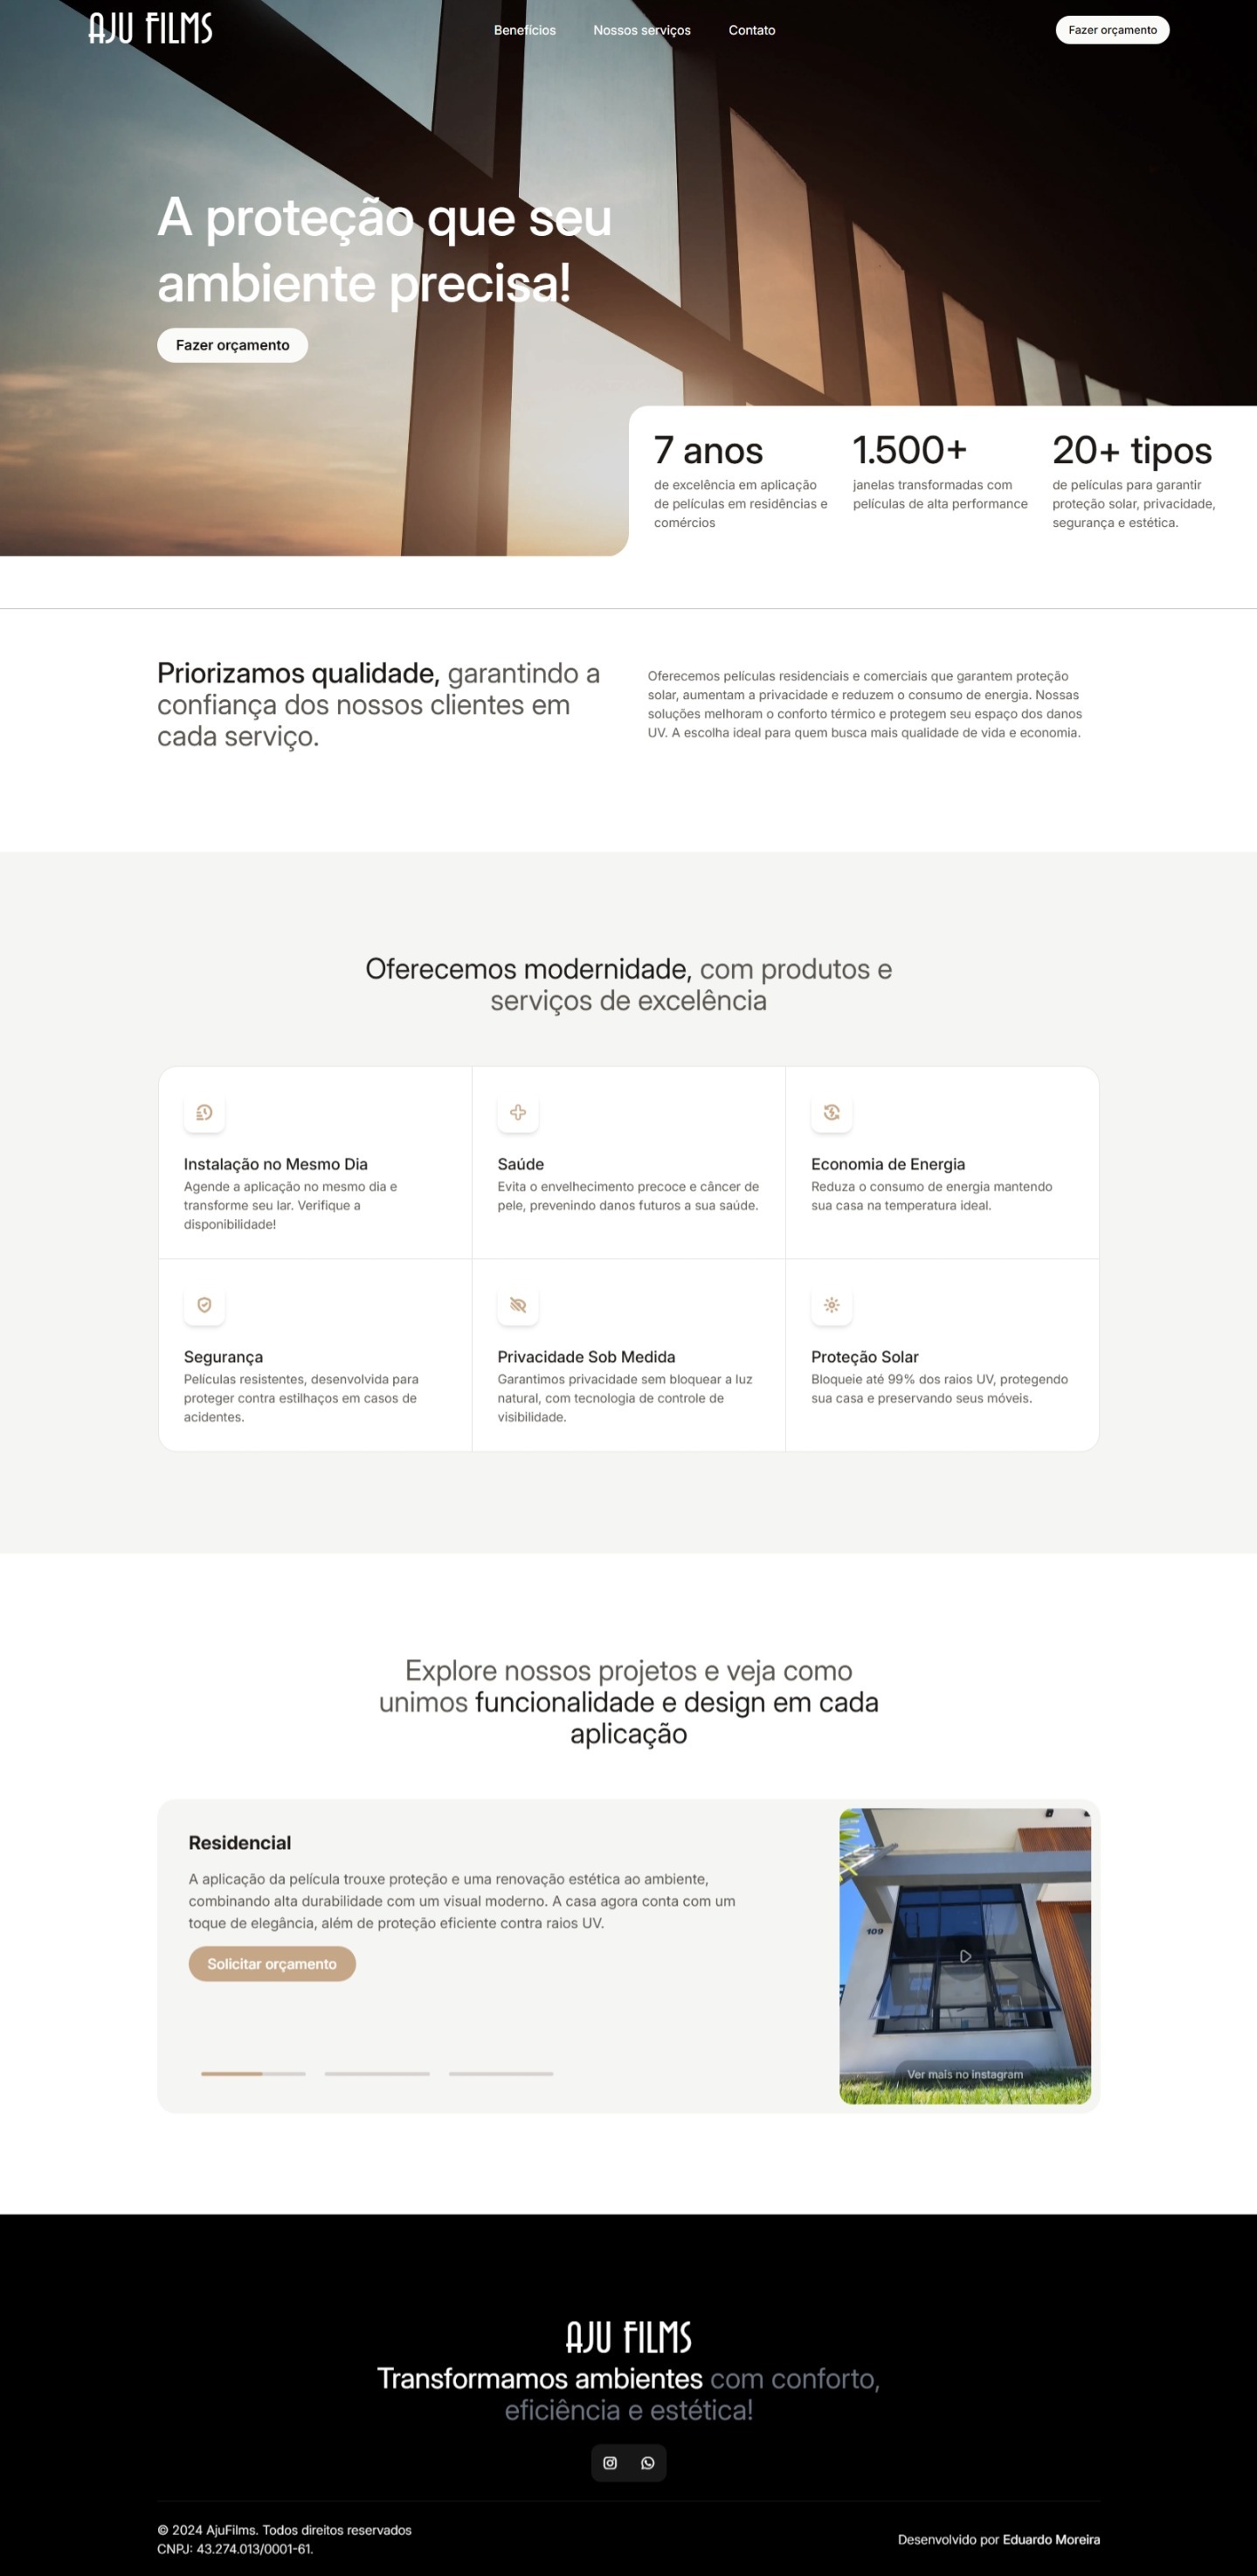 AJU FILMS
Benefícios
Nossos serviços
Contato
Fazer orçamento
A proteção que seu
ambiente precisa!
Fazer orçamento
7 anos
de excelência em aplicação
de películas em residências e
comércios
1.500+
janelas transformadas com
películas de alta performance
20+ tipos
de películas para garantir
proteção solar, privacidade,
segurança e estética.
Priorizamos qualidade, garantindo a
confiança dos nossos clientes em
cada serviço.
Oferecemos películas residenciais e comerciais que garantem proteção
solar, aumentam a privacidade e reduzem o consumo de energia. Nossas
soluções melhoram o conforto térmico e protegem seu espaço dos danos
UV. A escolha ideal para quem busca mais qualidade de vida e economia.
Oferecemos modernidade, com produtos e
serviços de excelência
Instalação no Mesmo Dia
Agende a aplicação no mesmo dia e
transforme seu lar. Verifique a
disponibilidade!
Saúde
Evita o envelhecimento precoce e câncer de
pele, prevenindo danos futuros a sua saúde.
Economia de Energia
Reduza o consumo de energia mantendo
sua casa na temperatura ideal.
Segurança
Películas resistentes, desenvolvida para
proteger contra estilhaços em casos de
acidentes.
Privacidade Sob Medida
Garantimos privacidade sem bloquear a luz
natural, com tecnologia de controle de
visibilidade.
Proteção Solar
Bloqueie até 99% dos raios UV, protegendo
sua casa e preservando seus móveis.
Explore nossos projetos e veja como
unimos funcionalidade e design em cada
aplicação
Residencial
A aplicação da película trouxe proteção e uma renovação estética ao ambiente,
combinando alta durabilidade com um visual moderno. A casa agora conta com um
toque de elegância, além de proteção eficiente contra raios UV.
Solicitar orçamento
109
Ver mais no instagram
AJU FILMS
Transformamos ambientes com conforto,
eficiência e estética!
© 2024 AjuFilms. Todos direitos reservados
CNPJ: 43.274.013/0001-61.
Desenvolvido por Eduardo Moreira